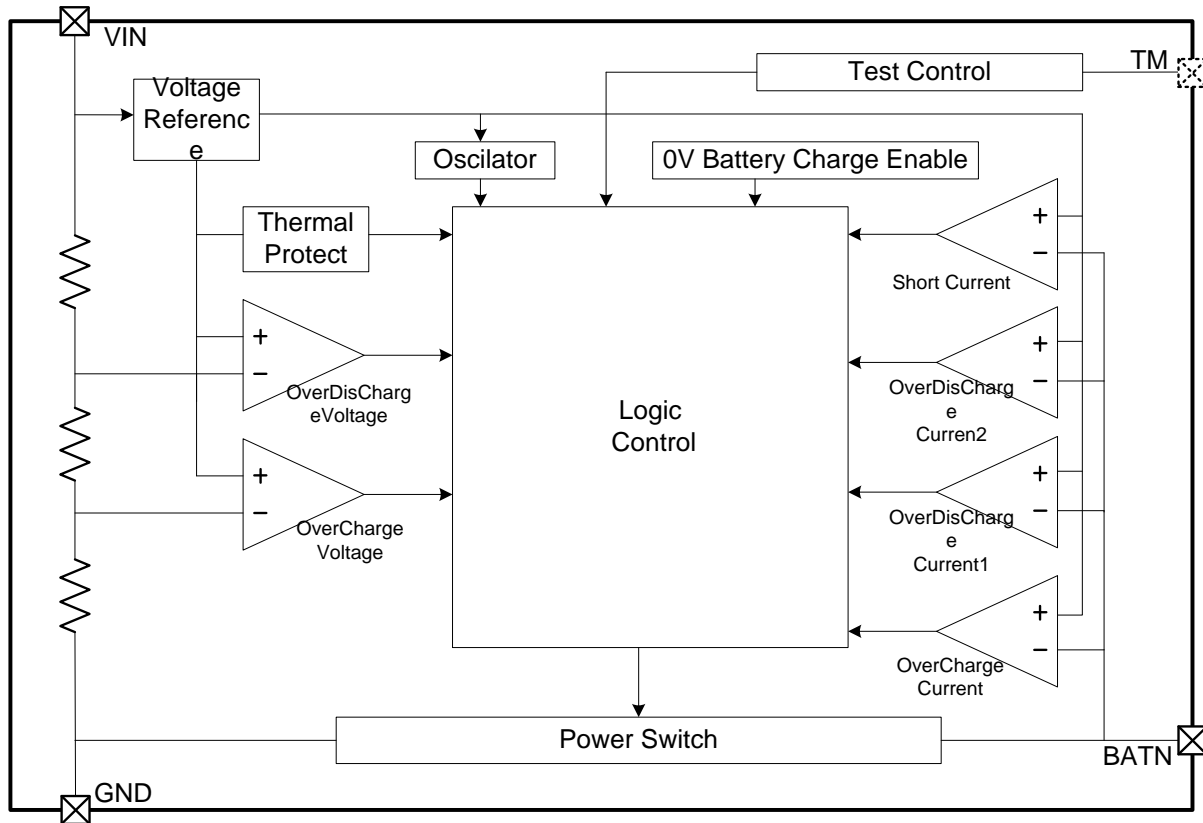 VIN
TM
Test Control
Voltage
Referenc
e
Oscilator
0V Battery Charge Enable
Thermal
Protect
+
−
Short Current
+
−
OverDisCharg
eVoltage
+
−
OverDisCharg
e
Curren2
Logic
Control
+
−
OverCharge
Voltage
+
−
OverDisCharg
e
Current1
+
−
OverCharge
Current
Power Switch
BATN
GND